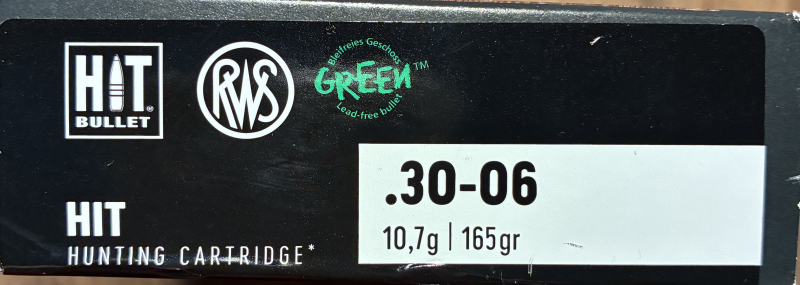 HIT®
BULLET
RWS
Bleifreies Geschoss
GREEN™
Lead-free bullet
.30-06
10,7g | 165gr
HIT
HUNTING CARTRIDGE*